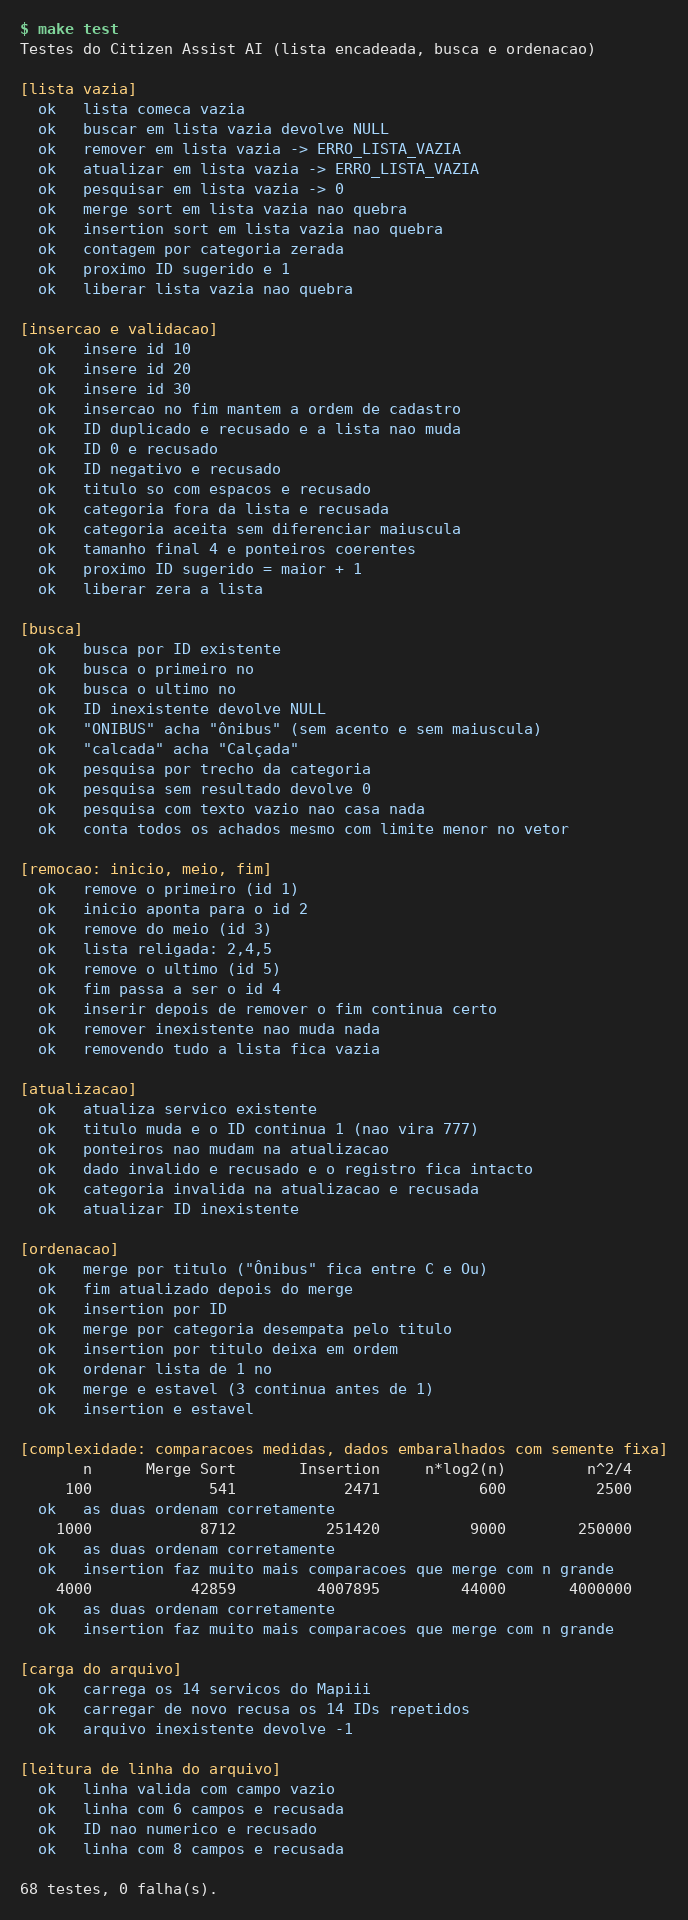 $ make test
Testes do Citizen Assist AI (lista encadeada, busca e ordenacao)
[lista vazia]
ok lista comeca vazia
ok buscar em lista vazia devolve NULL
ok remover em lista vazia -> ERRO_LISTA_VAZIA
ok atualizar em lista vazia -> ERRO_LISTA_VAZIA
ok pesquisar em lista vazia -> 0
ok merge sort em lista vazia nao quebra
ok insertion sort em lista vazia nao quebra
ok contagem por categoria zerada
ok proximo ID sugerido e 1
ok liberar lista vazia nao quebra
[insercao e validacao]
ok insere id 10
ok insere id 20
ok insere id 30
ok insercao no fim mantem a ordem de cadastro
ok ID duplicado e recusado e a lista nao muda
ok ID 0 e recusado
ok ID negativo e recusado
ok titulo so com espacos e recusado
ok categoria fora da lista e recusada
ok categoria aceita sem diferenciar maiuscula
ok tamanho final 4 e ponteiros coerentes
ok proximo ID sugerido = maior + 1
ok liberar zera a lista
[busca]
ok busca por ID existente
ok busca o primeiro no
ok busca o ultimo no
ok ID inexistente devolve NULL
ok "ONIBUS" acha "ônibus" (sem acento e sem maiuscula)
ok "calcada" acha "Calçada"
ok pesquisa por trecho da categoria
ok pesquisa sem resultado devolve 0
ok pesquisa com texto vazio nao casa nada
ok conta todos os achados mesmo com limite menor no vetor
[remocao: inicio, meio, fim]
ok remove o primeiro (id 1)
ok inicio aponta para o id 2
ok remove do meio (id 3)
ok lista religada: 2,4,5
ok remove o ultimo (id 5)
ok fim passa a ser o id 4
ok inserir depois de remover o fim continua certo
ok remover inexistente nao muda nada
ok removendo tudo a lista fica vazia
[atualizacao]
ok atualiza servico existente
ok titulo muda e o ID continua 1 (nao vira 777)
ok ponteiros nao mudam na atualizacao
ok dado invalido e recusado e o registro fica intacto
ok categoria invalida na atualizacao e recusada
ok atualizar ID inexistente
[ordenacao]
ok merge por titulo ("Ônibus" fica entre C e Ou)
ok fim atualizado depois do merge
ok insertion por ID
ok merge por categoria desempata pelo titulo
ok insertion por titulo deixa em ordem
ok ordenar lista de 1 no
ok merge e estavel (3 continua antes de 1)
ok insertion e estavel
[complexidade: comparacoes medidas, dados embaralhados com semente fixa]
n Merge Sort Insertion n*log2(n) n^2/4
100 541 2471 600 2500
ok as duas ordenam corretamente
1000 8712 251420 9000 250000
ok as duas ordenam corretamente
ok insertion faz muito mais comparacoes que merge com n grande
4000 42859 4007895 44000 4000000
ok as duas ordenam corretamente
ok insertion faz muito mais comparacoes que merge com n grande
[carga do arquivo]
ok carrega os 14 servicos do Mapiii
ok carregar de novo recusa os 14 IDs repetidos
ok arquivo inexistente devolve -1
[leitura de linha do arquivo]
ok linha valida com campo vazio
ok linha com 6 campos e recusada
ok ID nao numerico e recusado
ok linha com 8 campos e recusada
68 testes, 0 falha(s).